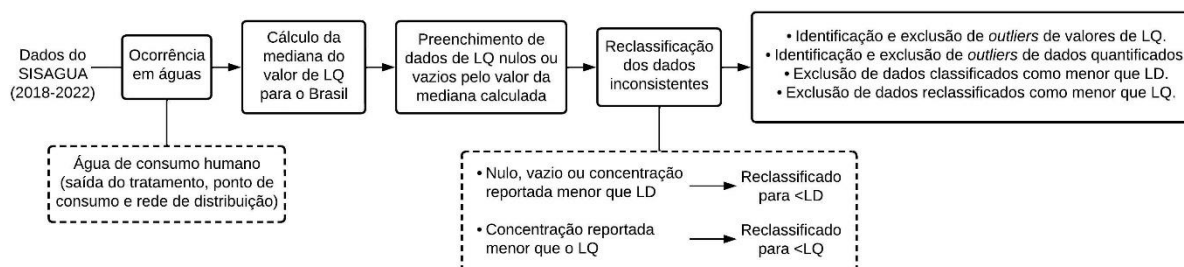 Dados do
SISAGUA
(2018-2022)
Ocorrência
em águas
Cálculo da
mediana do
valor de LQ
para o Brasil
Preenchimento de
dados de LQ nulos ou
vazios pelo valor da
mediana calculada
Reclassificação
dos dados
inconsistentes
• Identificação e exclusão de outliers de valores de LQ.
• Identificação e exclusão de outliers de dados quantificados.
• Exclusão de dados classificados como menor que LD.
• Exclusão de dados reclassificados como menor que LQ.
Água de consumo humano
(saída do tratamento, ponto de
consumo e rede de distribuição)
• Nulo, vazio ou concentração
reportada menor que LD
Reclassificado
para <LD
• Concentração reportada
menor que o LQ
Reclassificado
para <LQ